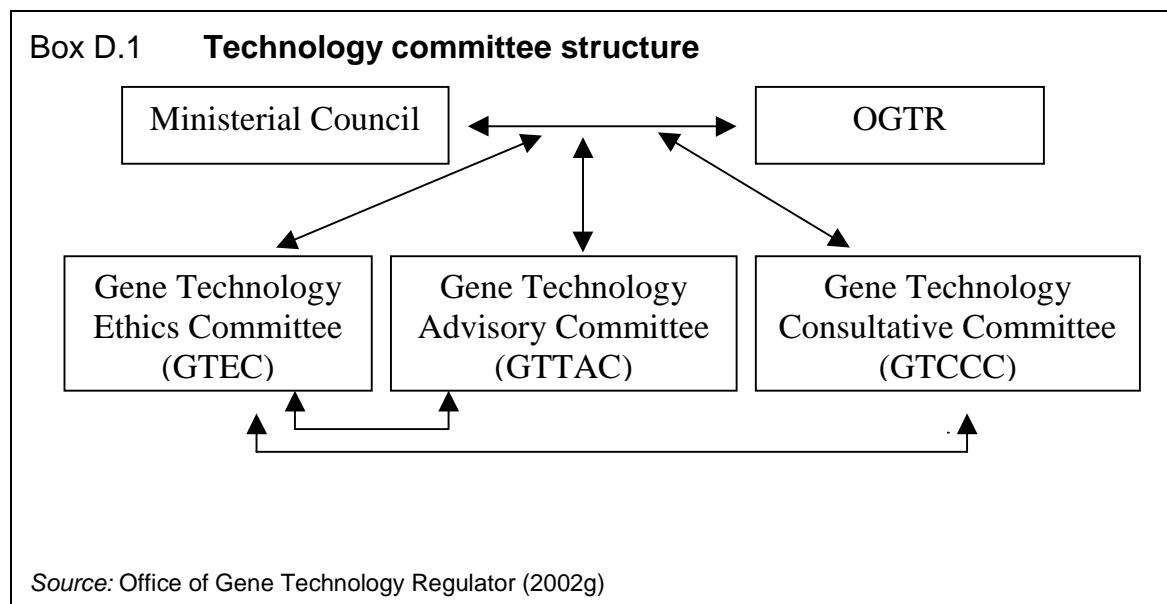 Box D.1 Technology committee structure
Ministerial Council
OGTR
Gene Technology
Ethics Committee
(GTEC)
Gene Technology
Advisory Committee
(GTTAC)
Gene Technology
Consultative Committee
(GTCCC)
Source: Office of Gene Technology Regulator (2002g)